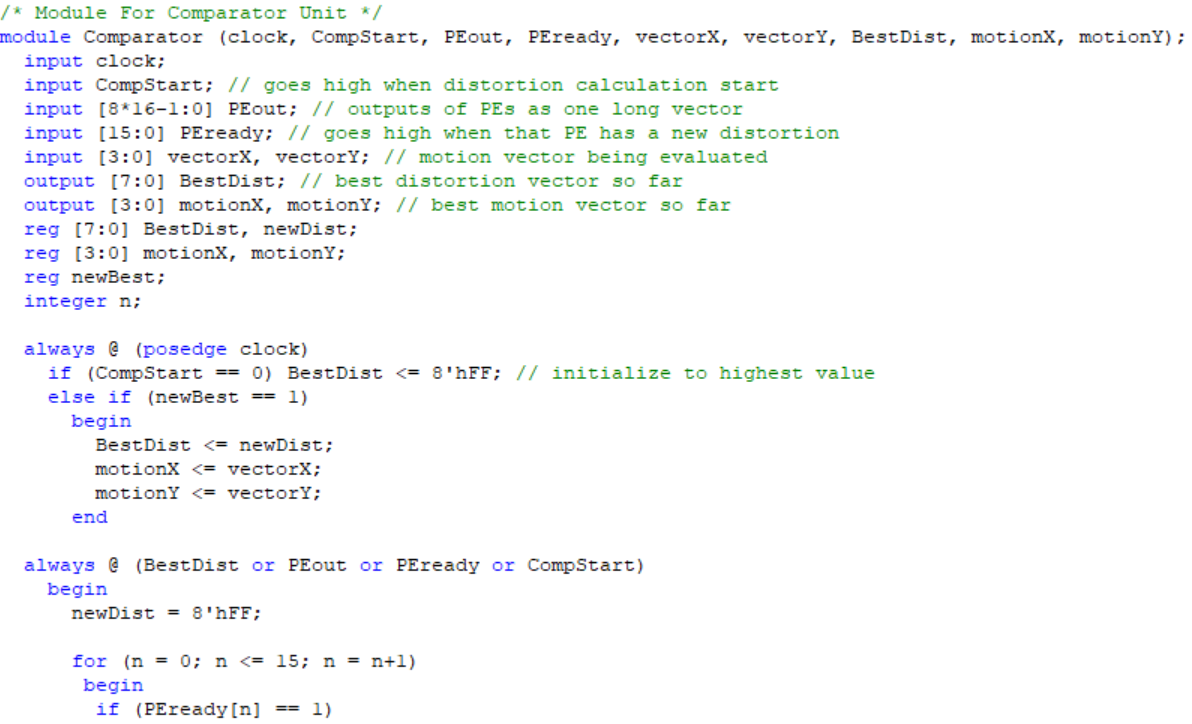 /* Module For Comparator Unit */
module Comparator (clock, CompStart, PEout, PEready, vectorX, vectorY, BestDist, motionX, motionY);
input clock;
input CompStart; // goes high when distortion calculation start
input [8*16-1:0] PEout; // outputs of PEs as one long vector
input [15:0] PEready; // goes high when that PE has a new distortion
input [3:0] vectorX, vectorY; // motion vector being evaluated
output [7:0] BestDist; // best distortion vector so far
output [3:0] motionX, motionY; // best motion vector so far
reg [7:0] BestDist, newDist;
reg [3:0] motionX, motionY;
reg newBest;
integer n;
always @ (posedge clock)
if (CompStart == 0) BestDist <= 8'hFF; // initialize to highest value
else if (newBest == 1)
begin
BestDist <= newDist;
motionX <= vectorX;
motionY <= vectorY;
end
always @ (BestDist or PEout or PEready or CompStart)
begin
newDist = 8'hFF;
for (n = 0; n <= 15; n = n+1)
begin
if (PEready[n] == 1)